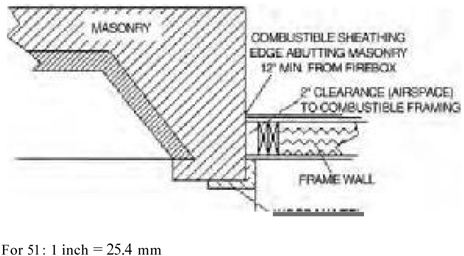 MASONRY
COMBUSTIBLE SHEATHING
EDGE ABUTTING MASONRY
12" MIN. FROM FIREBOX
2" CLEARANCE (AIRSPACE)
TO COMBUSTIBLE FRAMING
FRAME WALL
For 51: 1 inch = 25.4 mm